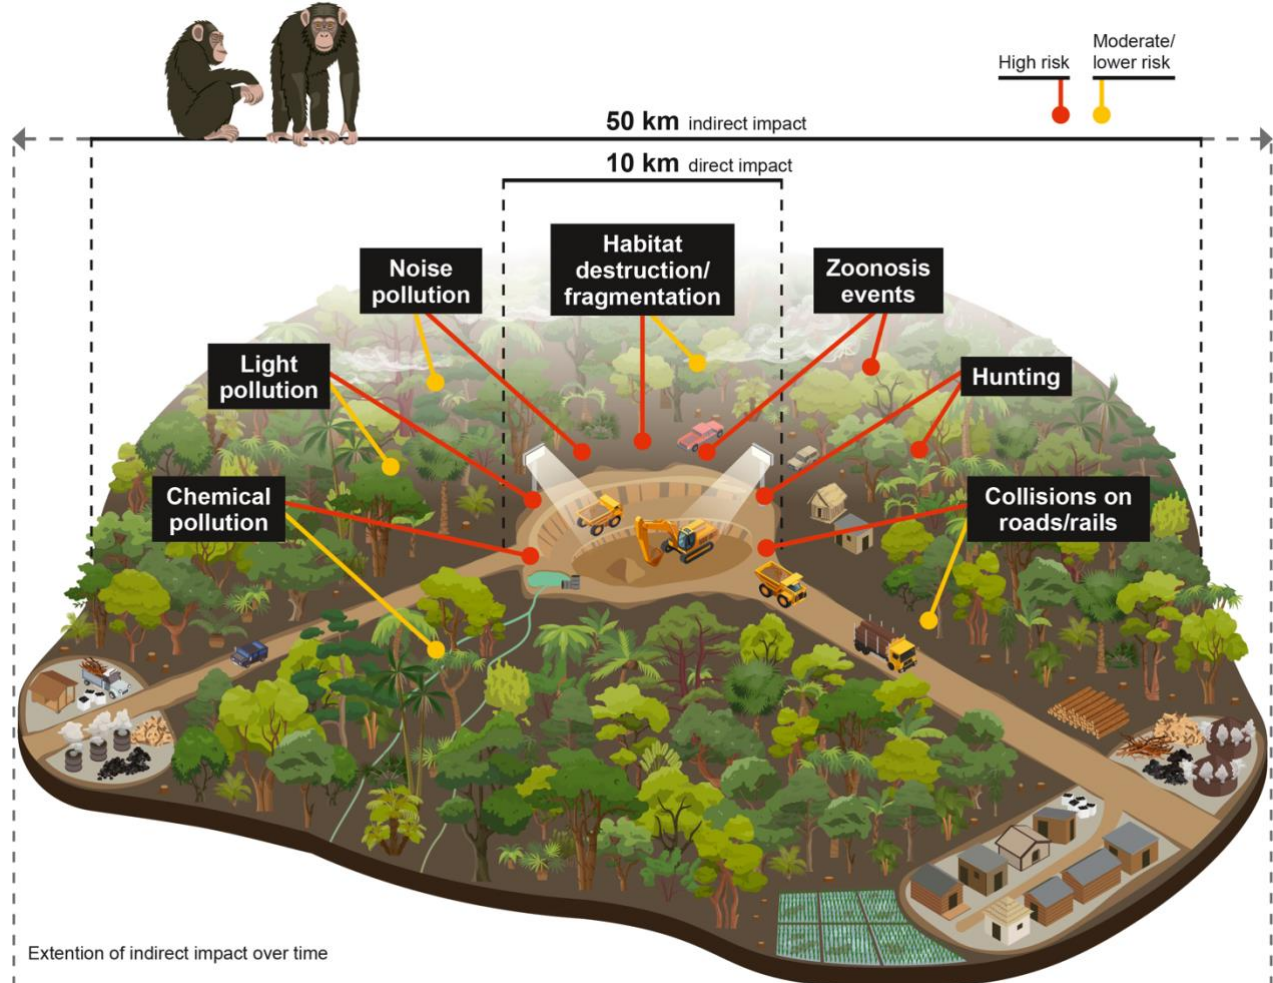 High risk
Moderate/
lower risk
50 km indirect impact
10 km direct impact
Habitat
destruction/
fragmentation
Noise
pollution
Zoonosis
events
Light
pollution
Hunting
Chemical
pollution
Collisions on
roads/rails
Extention of indirect impact over time